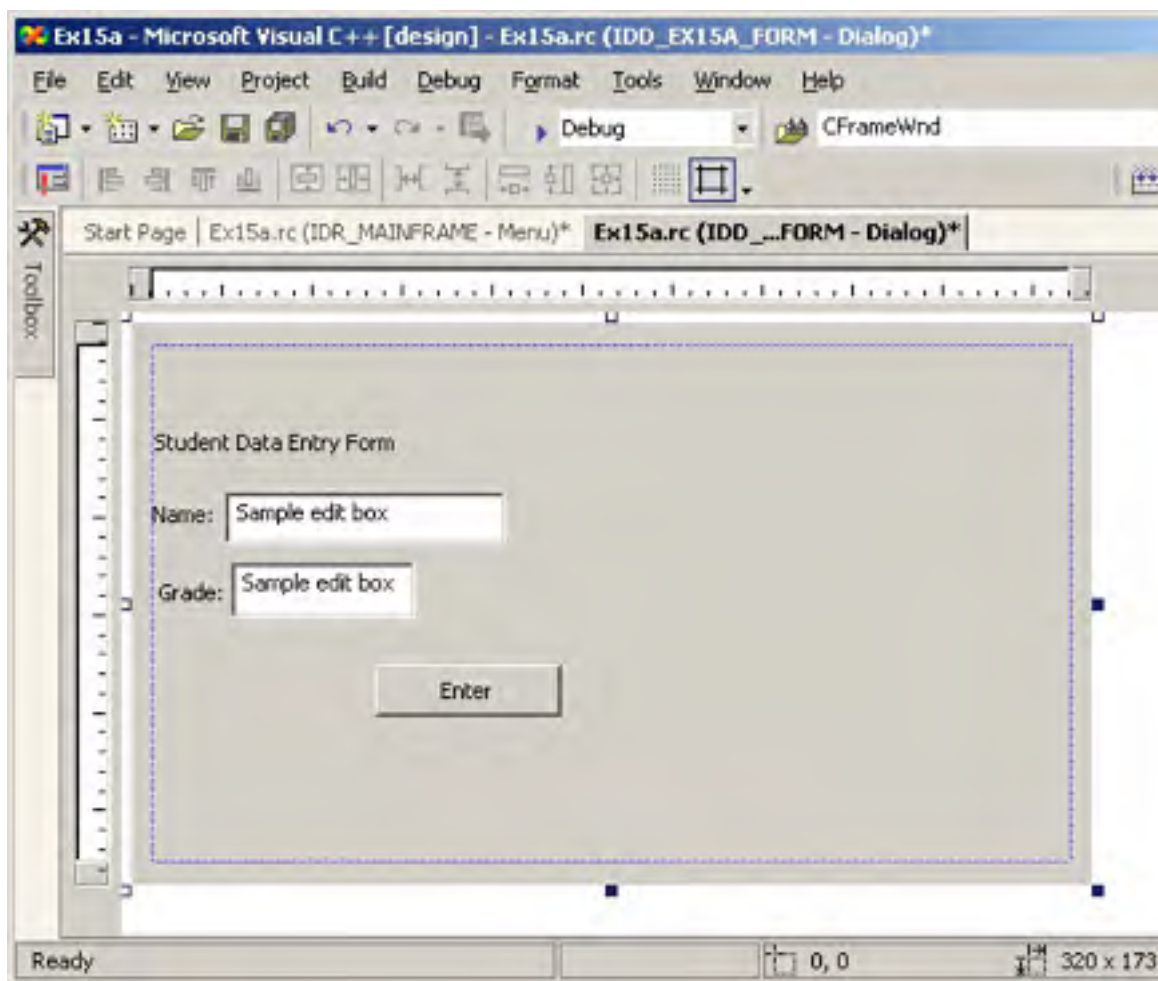 Ex15a - Microsoft Visual C++ [design] - Ex15a.rc (IDD_EX15A_FORM - Dialog)*
File Edit View Project Build Debug Format Tools Window Help
Debug CFrameWnd
Start Page Ex15a.rc (IDR_MAINFRAME - Menu)* Ex15a.rc (IDD_...FORM - Dialog)*
Toolbox
Student Data Entry Form
Name: Sample edit box
Grade: Sample edit box
Enter
Ready 0, 0 320 x 173